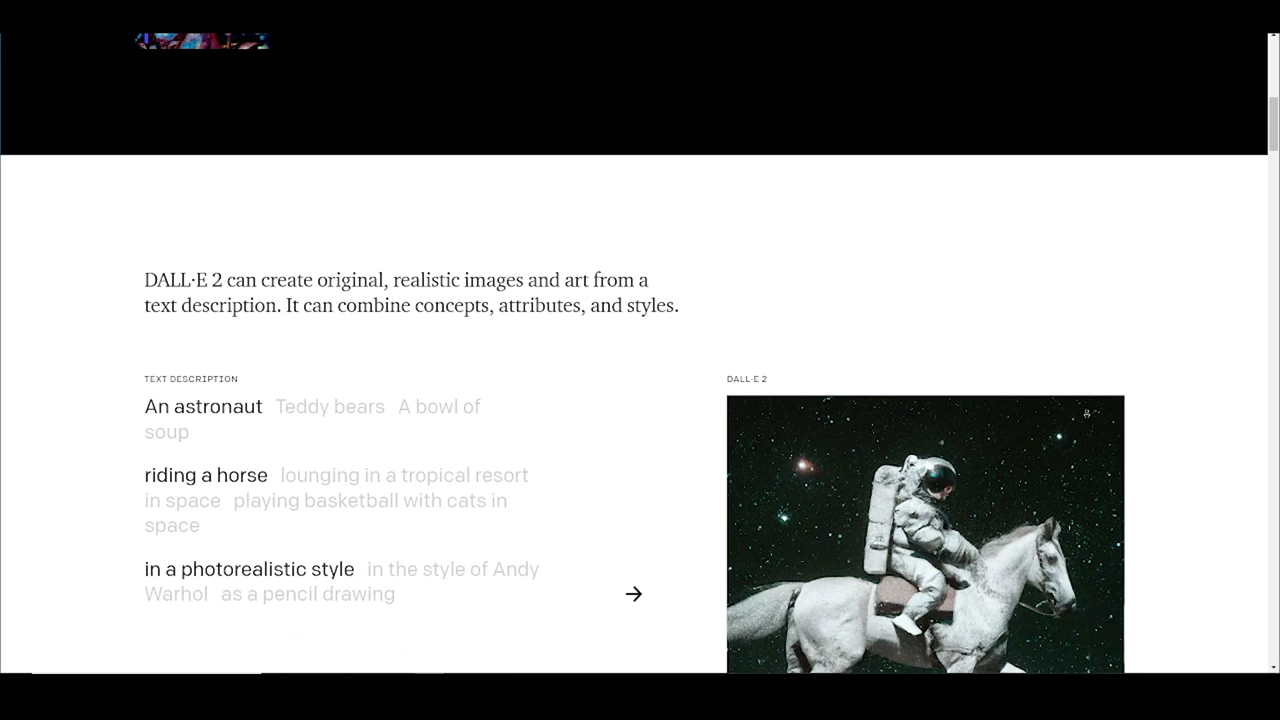 DALL·E 2 can create original, realistic images and art from a
text description. It can combine concepts, attributes, and styles.
TEXT DESCRIPTION
An astronaut Teddy bears A bowl of
soup
riding a horse lounging in a tropical resort
in space playing basketball with cats in
space
in a photorealistic style in the style of Andy
Warhol as a pencil drawing
DALL·E 2